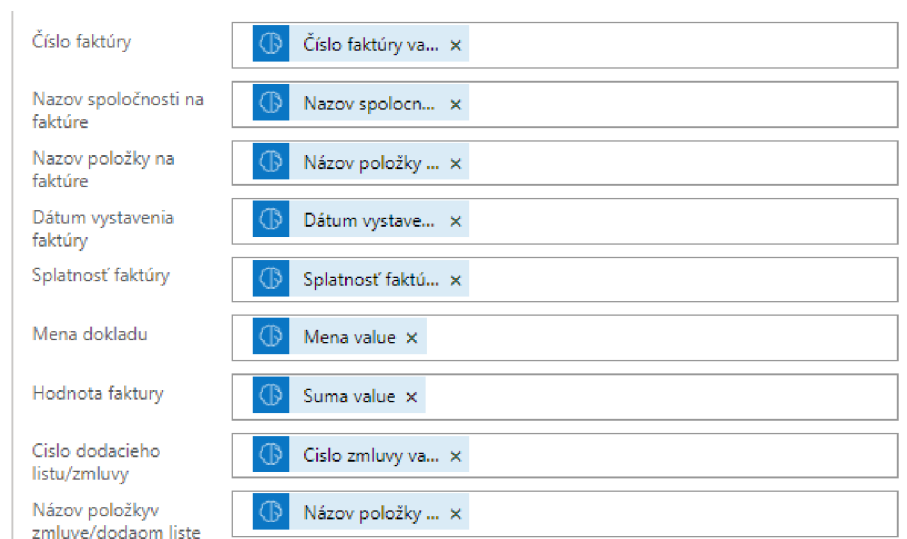 Číslo faktúry
Číslo faktúry va... ×
Nazov spoločnosti na
faktúre
Nazov spolocn... ×
Nazov položky na
faktúre
Názov položky ... ×
Dátum vystavenia
faktúry
Dátum vystave... ×
Splatnosť faktúry
Splatnosť faktú... ×
Mena dokladu
Mena value ×
Hodnota faktury
Suma value ×
Cislo dodacieho
listu/zmluvy
Cislo zmluvy va... ×
Názov položkyv
zmluve/dodaom liste
Názov položky ... ×